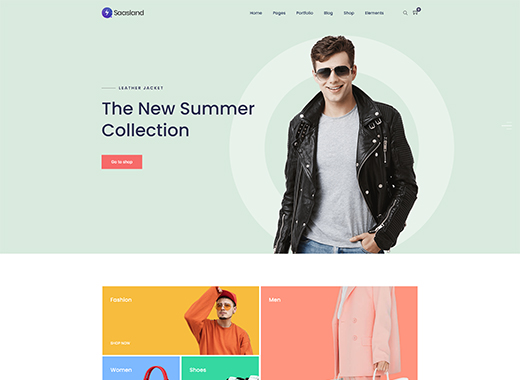 Saasland
Home Pages Portfolio Blog Shop Elements
LEATHER JACKET
The New Summer
Collection
Go to shop
Fashion
SHOP NOW
Men
Women
Shoes